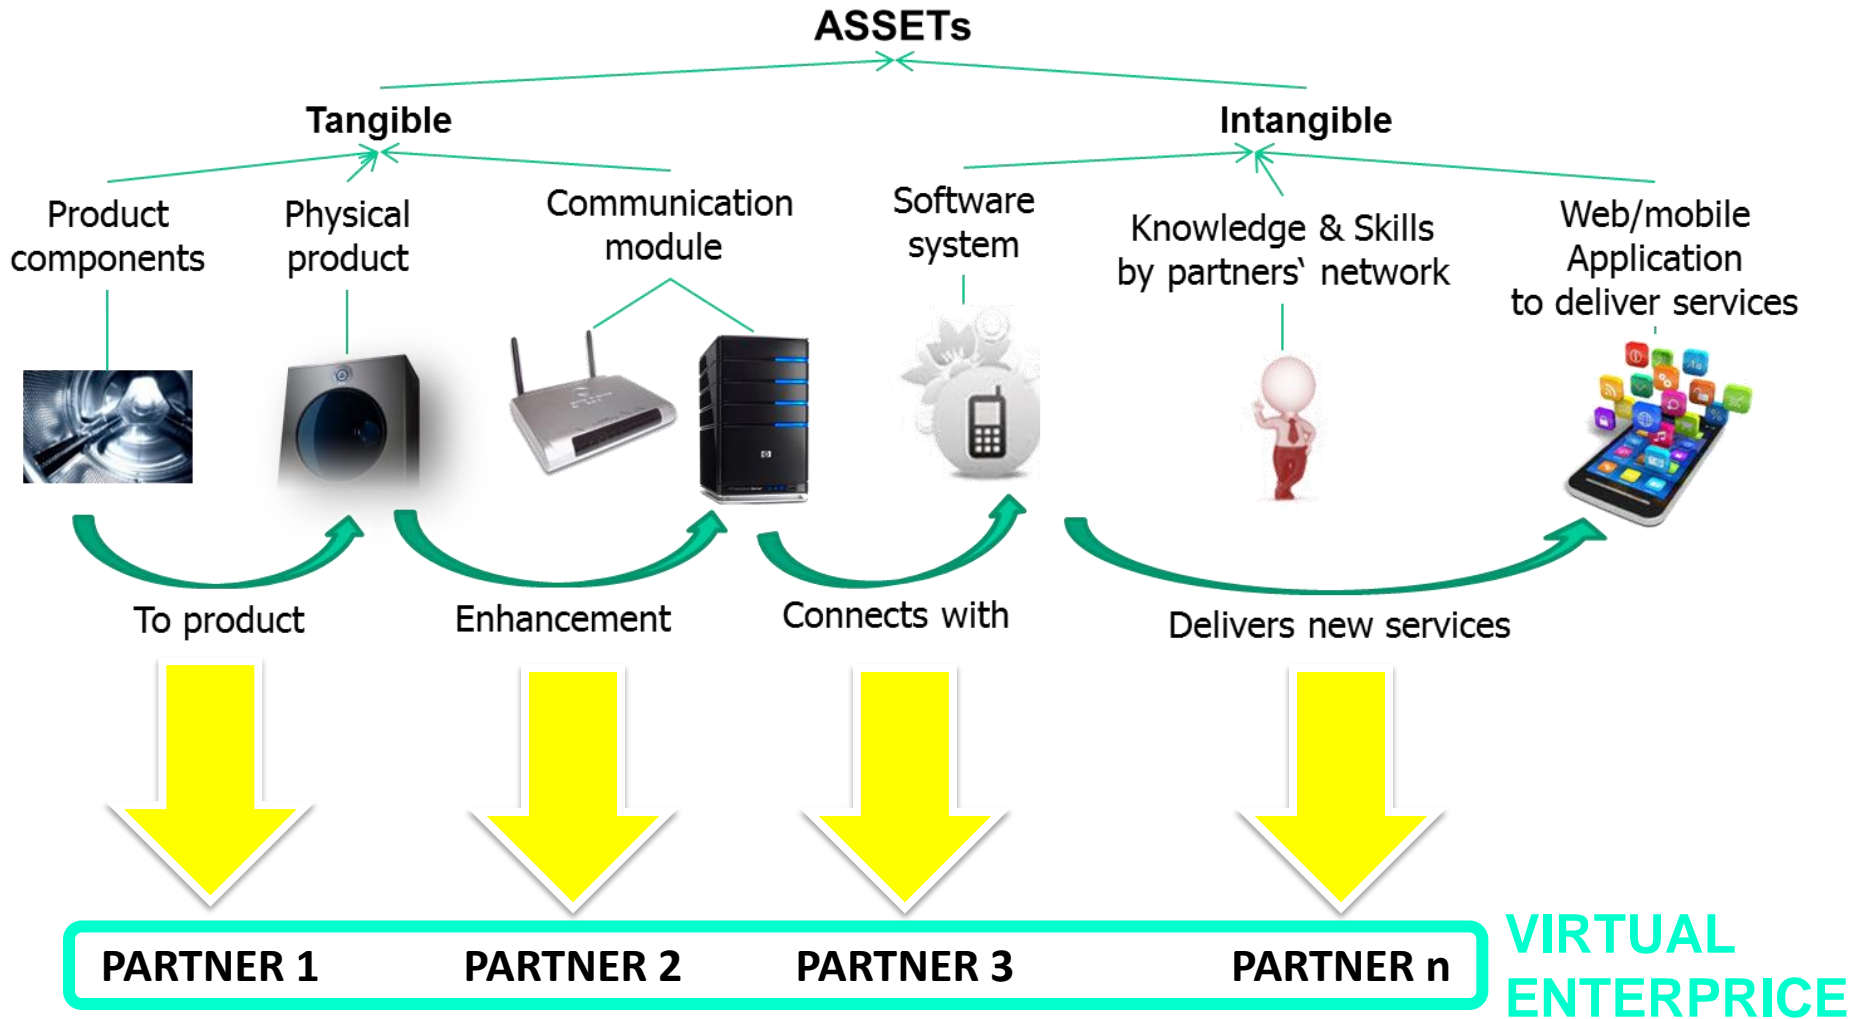 ASSETs
Tangible
Intangible
Product
components
Physical
product
Communication
module
Software
system
Knowledge & Skills
by partners‘ network
Web/mobile
Application
to deliver services
To product
Enhancement
Connects with
Delivers new services
PARTNER 1
PARTNER 2
PARTNER 3
PARTNER n
VIRTUAL
ENTERPRICE